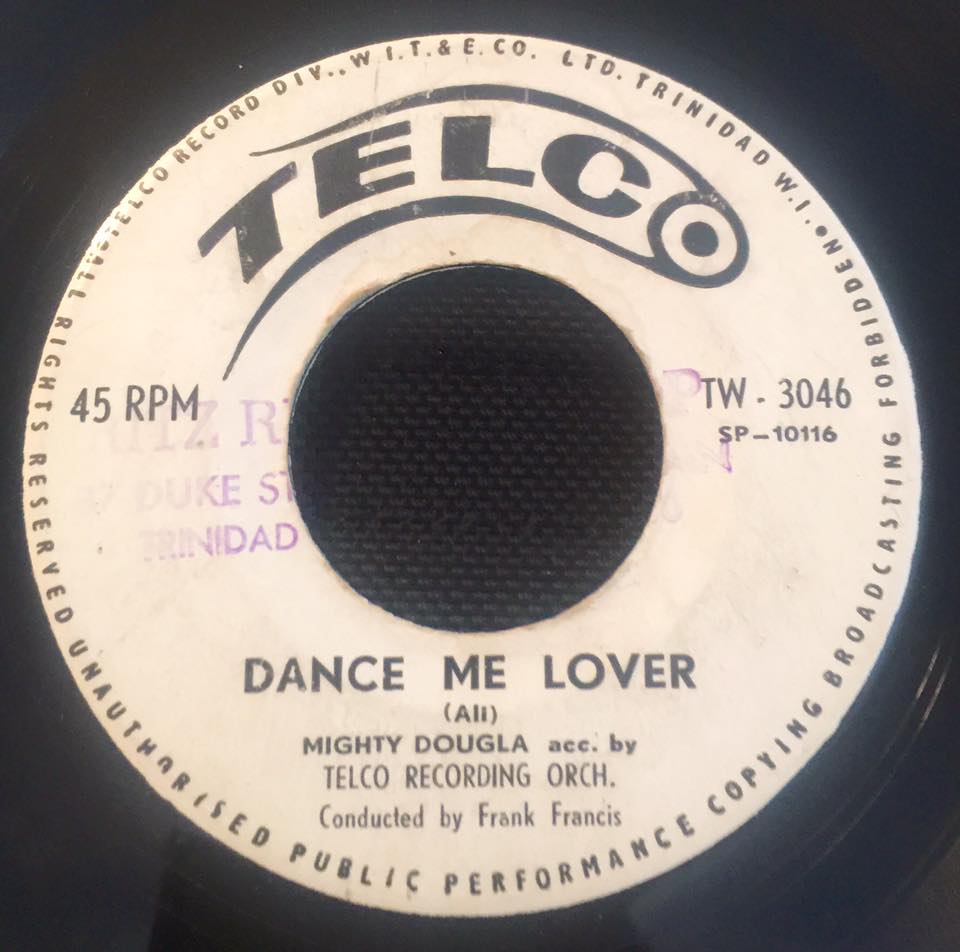 TELCO RECORD DIV., W.I.T. & E. CO. LTD. TRINIDAD W.I. •
TELCO
45 RPM
TW - 3046
SP-10116
DUKE ST
TRINIDAD
DANCE ME LOVER
(Ali)
MIGHTY DOUGLA acc. by
TELCO RECORDING ORCH.
Conducted by Frank Francis
ALL RIGHTS RESERVED UNAUTHORISED PUBLIC PERFORMANCE COPYING BROADCASTING FORBIDDEN